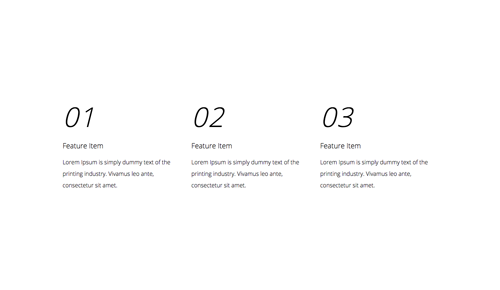 01
Feature Item
Lorem Ipsum is simply dummy text of the
printing industry. Vivamus leo ante,
consectetur sit amet.
02
Feature Item
Lorem Ipsum is simply dummy text of the
printing industry. Vivamus leo ante,
consectetur sit amet.
03
Feature Item
Lorem Ipsum is simply dummy text of the
printing industry. Vivamus leo ante,
consectetur sit amet.